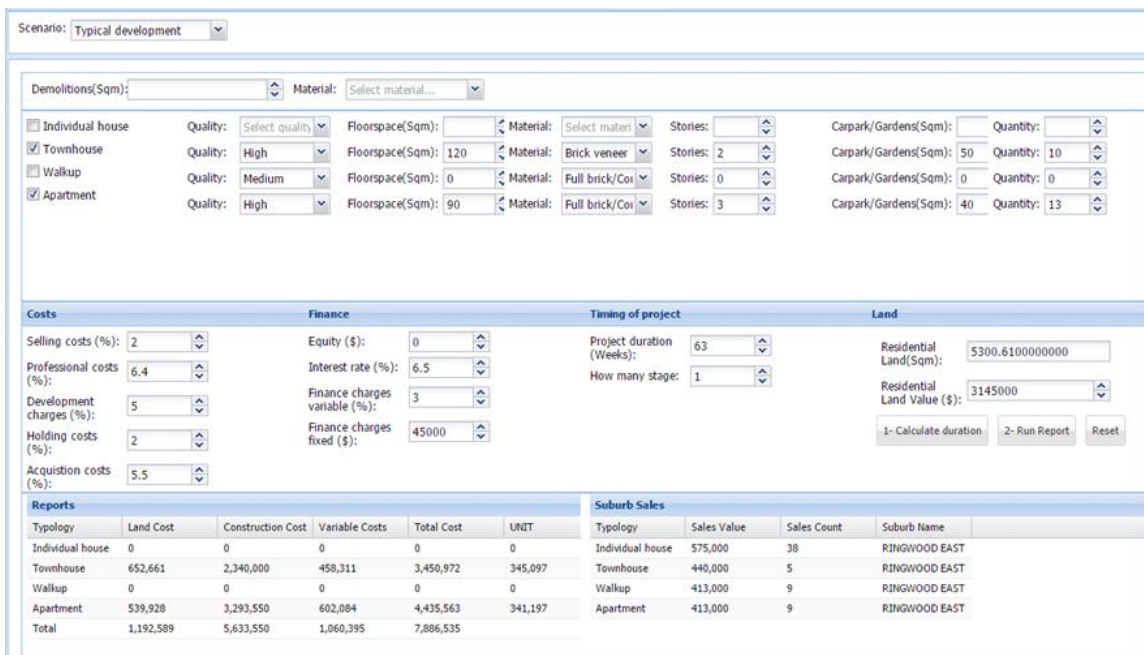 Scenario: Typical development
Demolitions(Sqm): Material: Select material...
Individual house Quality: Select quality Floorspace(Sqm): Material: Select materi Stories: Carpark/Gardens(Sqm): Quantity:
Townhouse Quality: High Floorspace(Sqm): 120 Material: Brick veneer Stories: 2 Carpark/Gardens(Sqm): 50 Quantity: 10
Walkup Quality: Medium Floorspace(Sqm): 0 Material: Full brick/Co Stories: 0 Carpark/Gardens(Sqm): 0 Quantity: 0
Apartment Quality: High Floorspace(Sqm): 90 Material: Full brick/Co Stories: 3 Carpark/Gardens(Sqm): 40 Quantity: 13
Costs Finance Timing of project Land
Selling costs (%): 2 Equity ($): 0 Project duration (Weeks): 63 Residential Land(Sqm): 5300.6100000000
Professional costs (%): 6.4 Interest rate (%): 6.5 How many stage: 1 Residential Land Value ($): 3145000
Development charges (%): 5 Finance charges variable (%): 3
Holding costs (%): 2 Finance charges fixed ($): 45000 1- Calculate duration 2- Run Report Reset
Acquistion costs (%): 5.5
Reports Suburb Sales
Typology Land Cost Construction Cost Variable Costs Total Cost UNIT Typology Sales Value Sales Count Suburb Name
Individual house 0 0 0 0 0 Individual house 575,000 38 RINGWOOD EAST
Townhouse 652,661 2,340,000 458,311 3,450,972 345,097 Townhouse 440,000 5 RINGWOOD EAST
Walkup 0 0 0 0 0 Walkup 413,000 9 RINGWOOD EAST
Apartment 539,928 3,293,550 602,084 4,435,563 341,197 Apartment 413,000 9 RINGWOOD EAST
Total 1,192,589 5,633,550 1,060,395 7,886,535